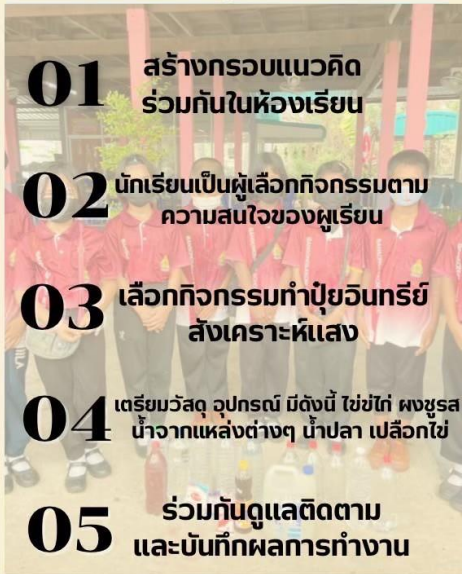 01 สร้างกรอบแนวคิด
ร่วมกันในห้องเรียน
02 นักเรียนเป็นผู้เลือกกิจกรรมตาม
ความสนใจของผูเรียน
03 เลือกกิจกรรมทำปุ๋ยอินทรีย์
สังเคราะห์แสง
04 เตรียมวัสดุ อุปกรณ์ มีดังนี้ ไข่ไก่ ผงชูรส
น้ำจากแหล่งต่างๆ น้ำปลา เปลือกไข่
05 ร่วมกันดูแลติดตาม
และบันทึกผลการทำงาน